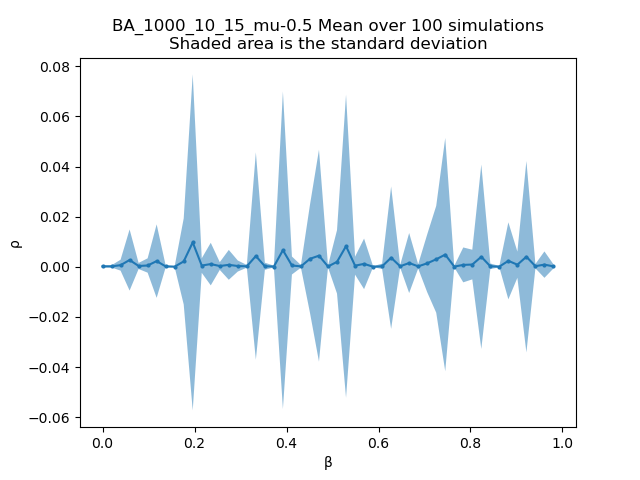 BA_1000_10_15_mu-0.5 Mean over 100 simulations
Shaded area is the standard deviation
0.08
0.06
0.04
0.02
0.00
−0.02
−0.04
−0.06
ρ
0.0 0.2 0.4 0.6 0.8 1.0
β